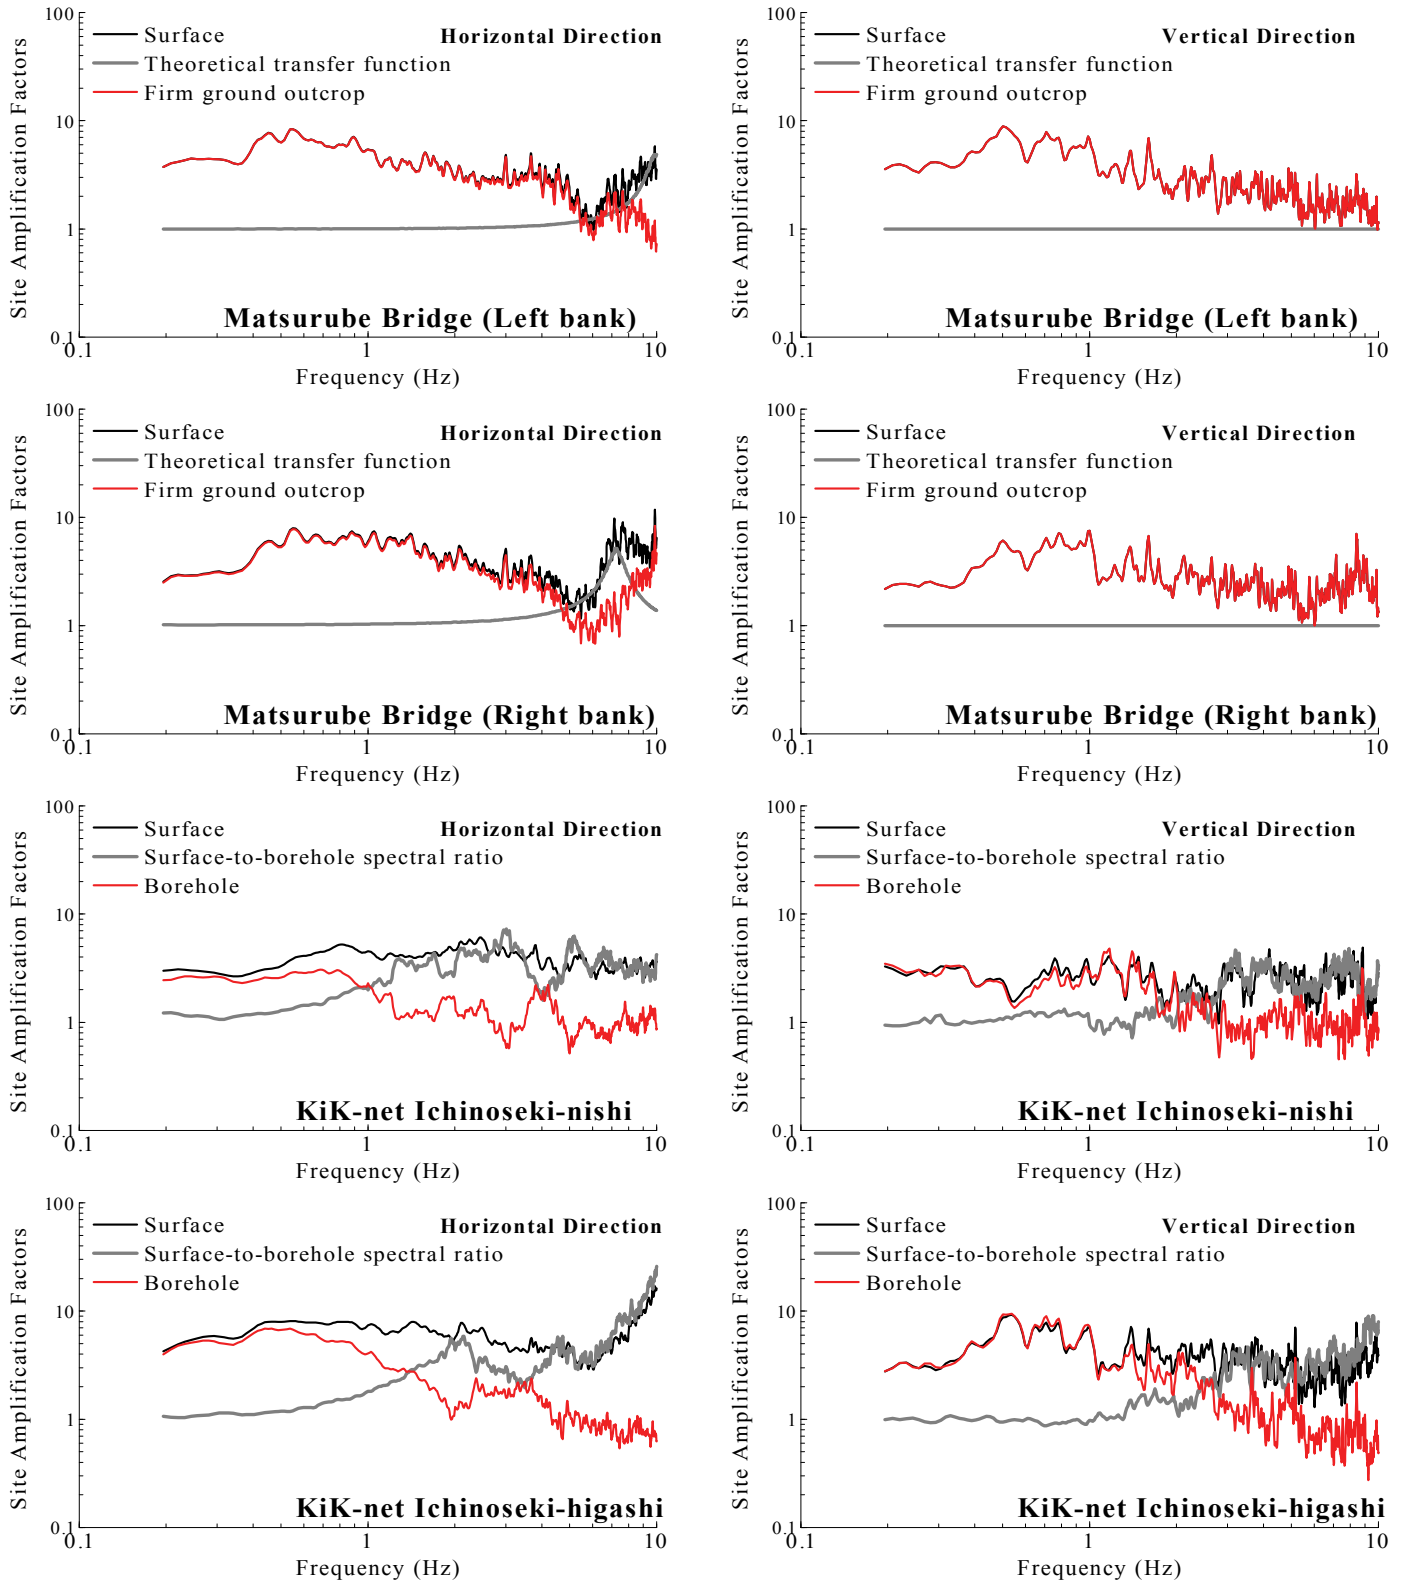 100
10
1
0.1
Site Amplification Factors
Surface
Theoretical transfer function
Firm ground outcrop
Horizontal Direction
Matsurube Bridge (Left bank)
0.1
1
10
Frequency (Hz)
100
10
1
0.1
Site Amplification Factors
Surface
Theoretical transfer function
Firm ground outcrop
Vertical Direction
Matsurube Bridge (Left bank)
0.1
1
10
Frequency (Hz)
100
10
1
0.1
Site Amplification Factors
Surface
Theoretical transfer function
Firm ground outcrop
Horizontal Direction
Matsurube Bridge (Right bank)
0.1
1
10
Frequency (Hz)
100
10
1
0.1
Site Amplification Factors
Surface
Theoretical transfer function
Firm ground outcrop
Vertical Direction
Matsurube Bridge (Right bank)
0.1
1
10
Frequency (Hz)
100
10
1
0.1
Site Amplification Factors
Surface
Surface-to-borehole spectral ratio
Borehole
Horizontal Direction
KiK-net Ichinoseki-nishi
0.1
1
10
Frequency (Hz)
100
10
1
0.1
Site Amplification Factors
Surface
Surface-to-borehole spectral ratio
Borehole
Vertical Direction
KiK-net Ichinoseki-nishi
0.1
1
10
Frequency (Hz)
100
10
1
0.1
Site Amplification Factors
Surface
Surface-to-borehole spectral ratio
Borehole
Horizontal Direction
KiK-net Ichinoseki-higashi
0.1
1
10
Frequency (Hz)
100
10
1
0.1
Site Amplification Factors
Surface
Surface-to-borehole spectral ratio
Borehole
Vertical Direction
KiK-net Ichinoseki-higashi
0.1
1
10
Frequency (Hz)